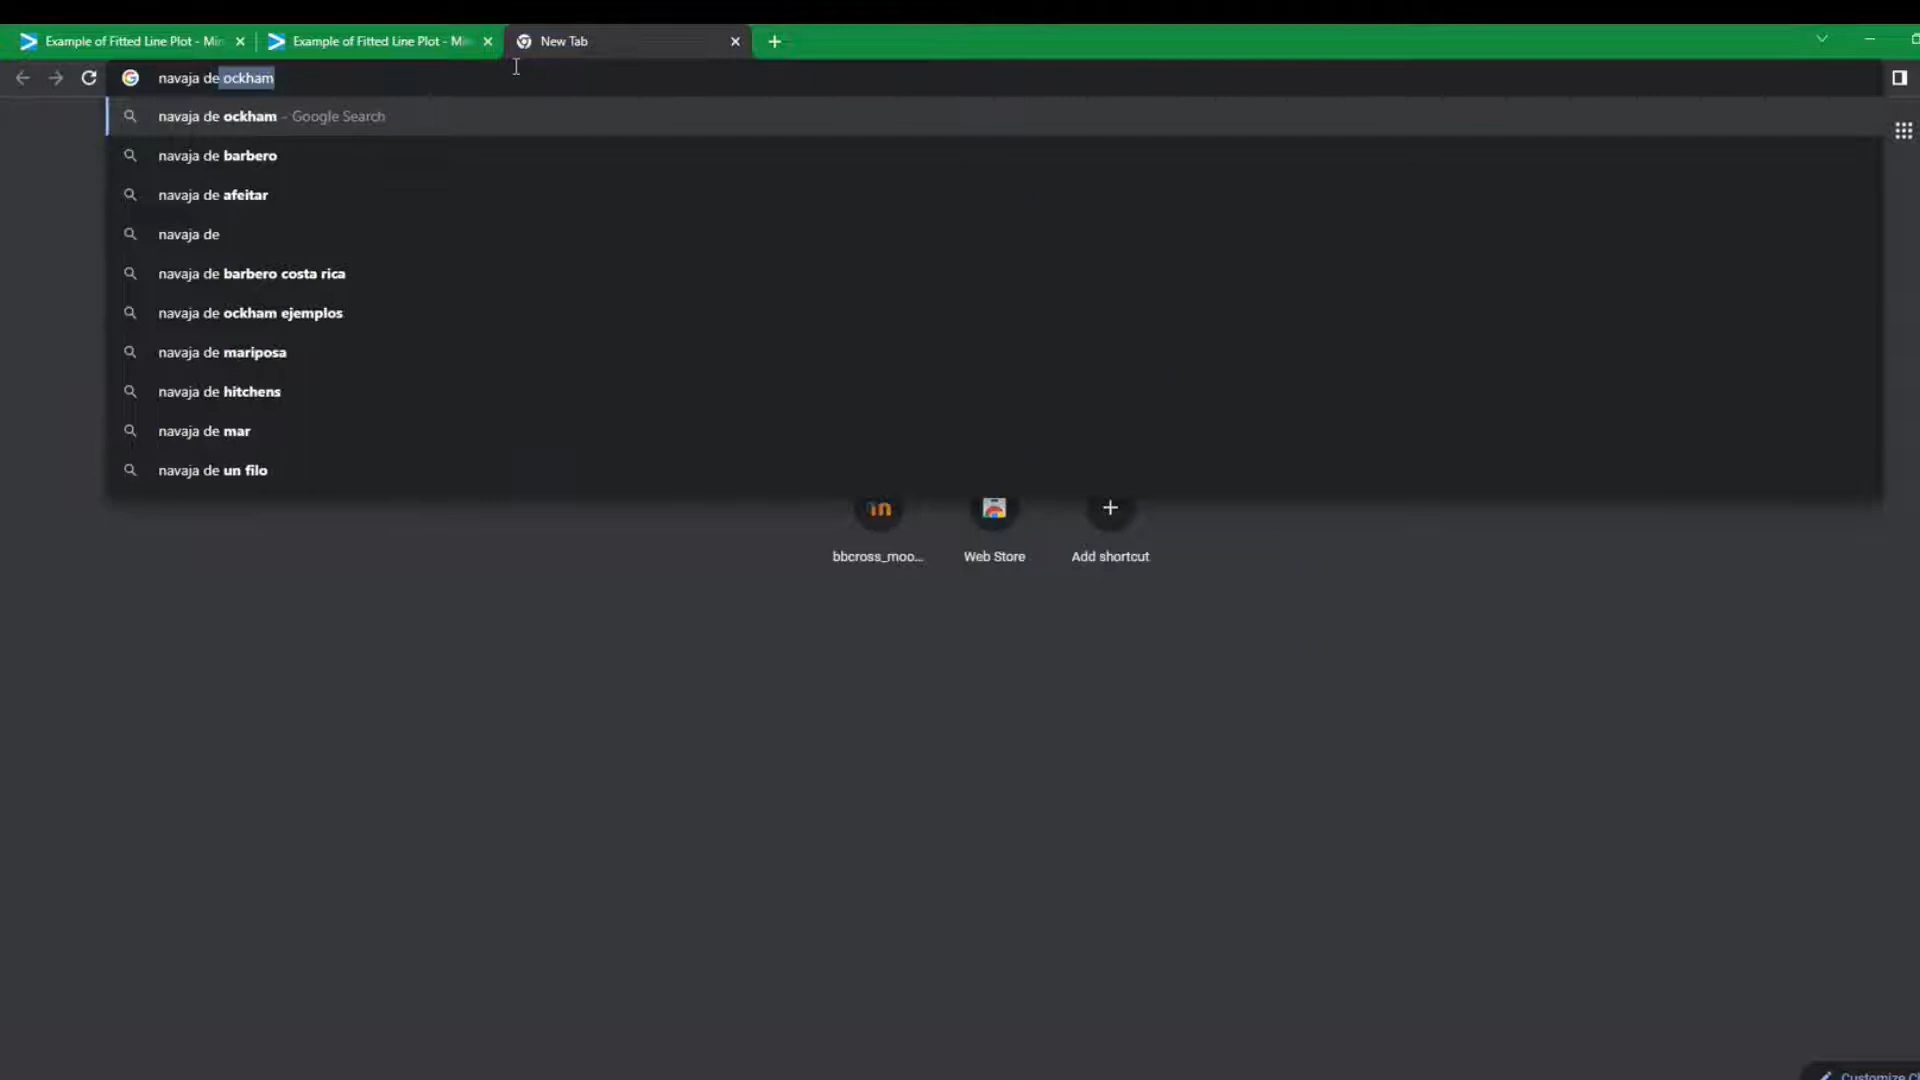 Example of Fitted Line Plot - Min
Example of Fitted Line Plot - Mi
New Tab
navaja de ockham
navaja de ockham - Google Search
navaja de barbero
navaja de afeitar
navaja de
navaja de barbero costa rica
navaja de ockham ejemplos
navaja de mariposa
navaja de hitchens
navaja de mar
navaja de un filo
bbcross_moo...
Web Store
Add shortcut
Customize Ch